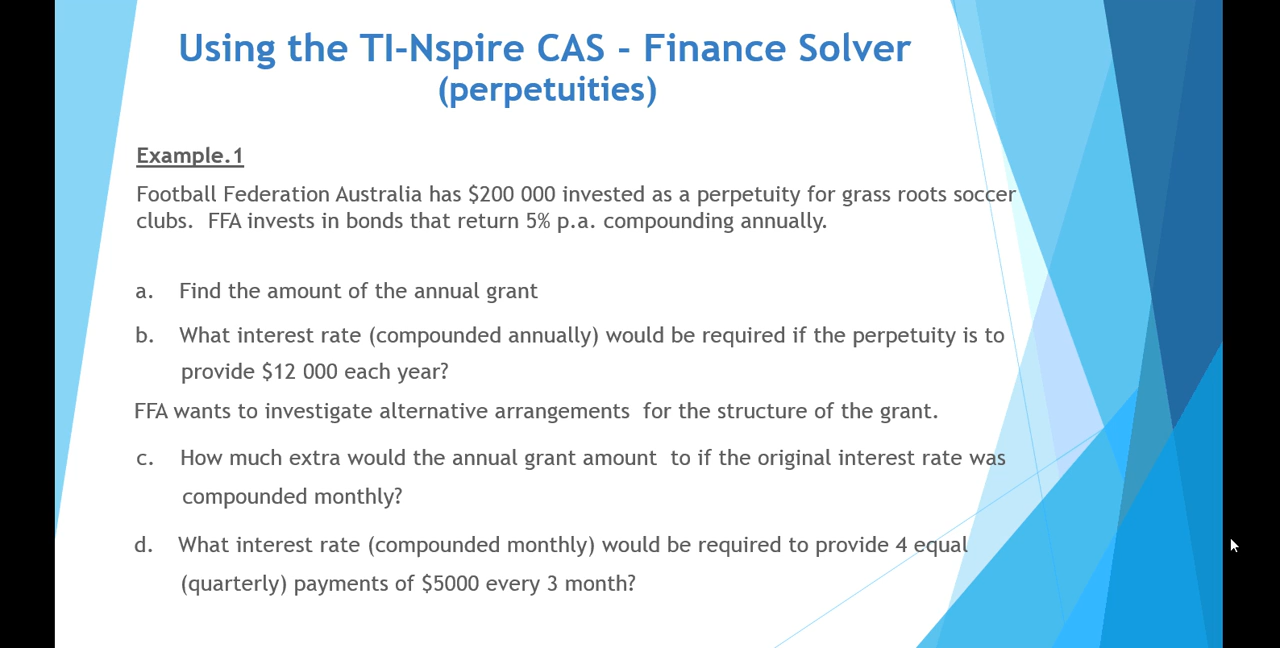 Using the TI-Nspire CAS - Finance Solver
(perpetuities)
Example.1
Football Federation Australia has $200 000 invested as a perpetuity for grass roots soccer
clubs. FFA invests in bonds that return 5% p.a. compounding annually.
a. Find the amount of the annual grant
b. What interest rate (compounded annually) would be required if the perpetuity is to
provide $12 000 each year?
FFA wants to investigate alternative arrangements for the structure of the grant.
c. How much extra would the annual grant amount to if the original interest rate was
compounded monthly?
d. What interest rate (compounded monthly) would be required to provide 4 equal
(quarterly) payments of $5000 every 3 month?